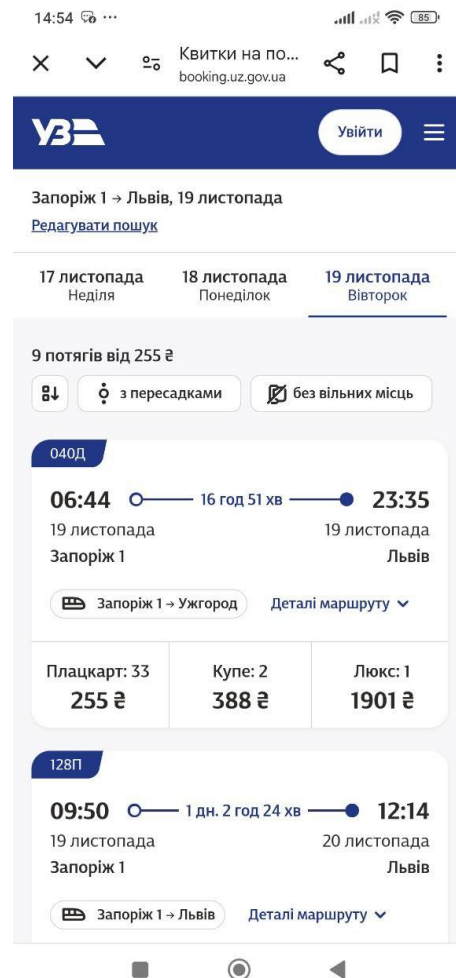 14:54 ...
85
Квитки на по...
booking.uz.gov.ua
УЗ
Увійти
Запоріж 1 → Львів, 19 листопада
Редагувати пошук
17 листопада 18 листопада 19 листопада
Неділя Понеділок Вівторок
9 потягів від 255 ₴
з пересадками без вільних місць
040Д
06:44 16 год 51 хв 23:35
19 листопада 19 листопада
Запоріж 1 Львів
Запоріж 1 → Ужгород Деталі маршруту
Плацкарт: 33 Купе: 2 Люкс: 1
255 ₴ 388 ₴ 1901 ₴
128П
09:50 1 дн. 2 год 24 хв 12:14
19 листопада 20 листопада
Запоріж 1 Львів
Запоріж 1 → Львів Деталі маршруту